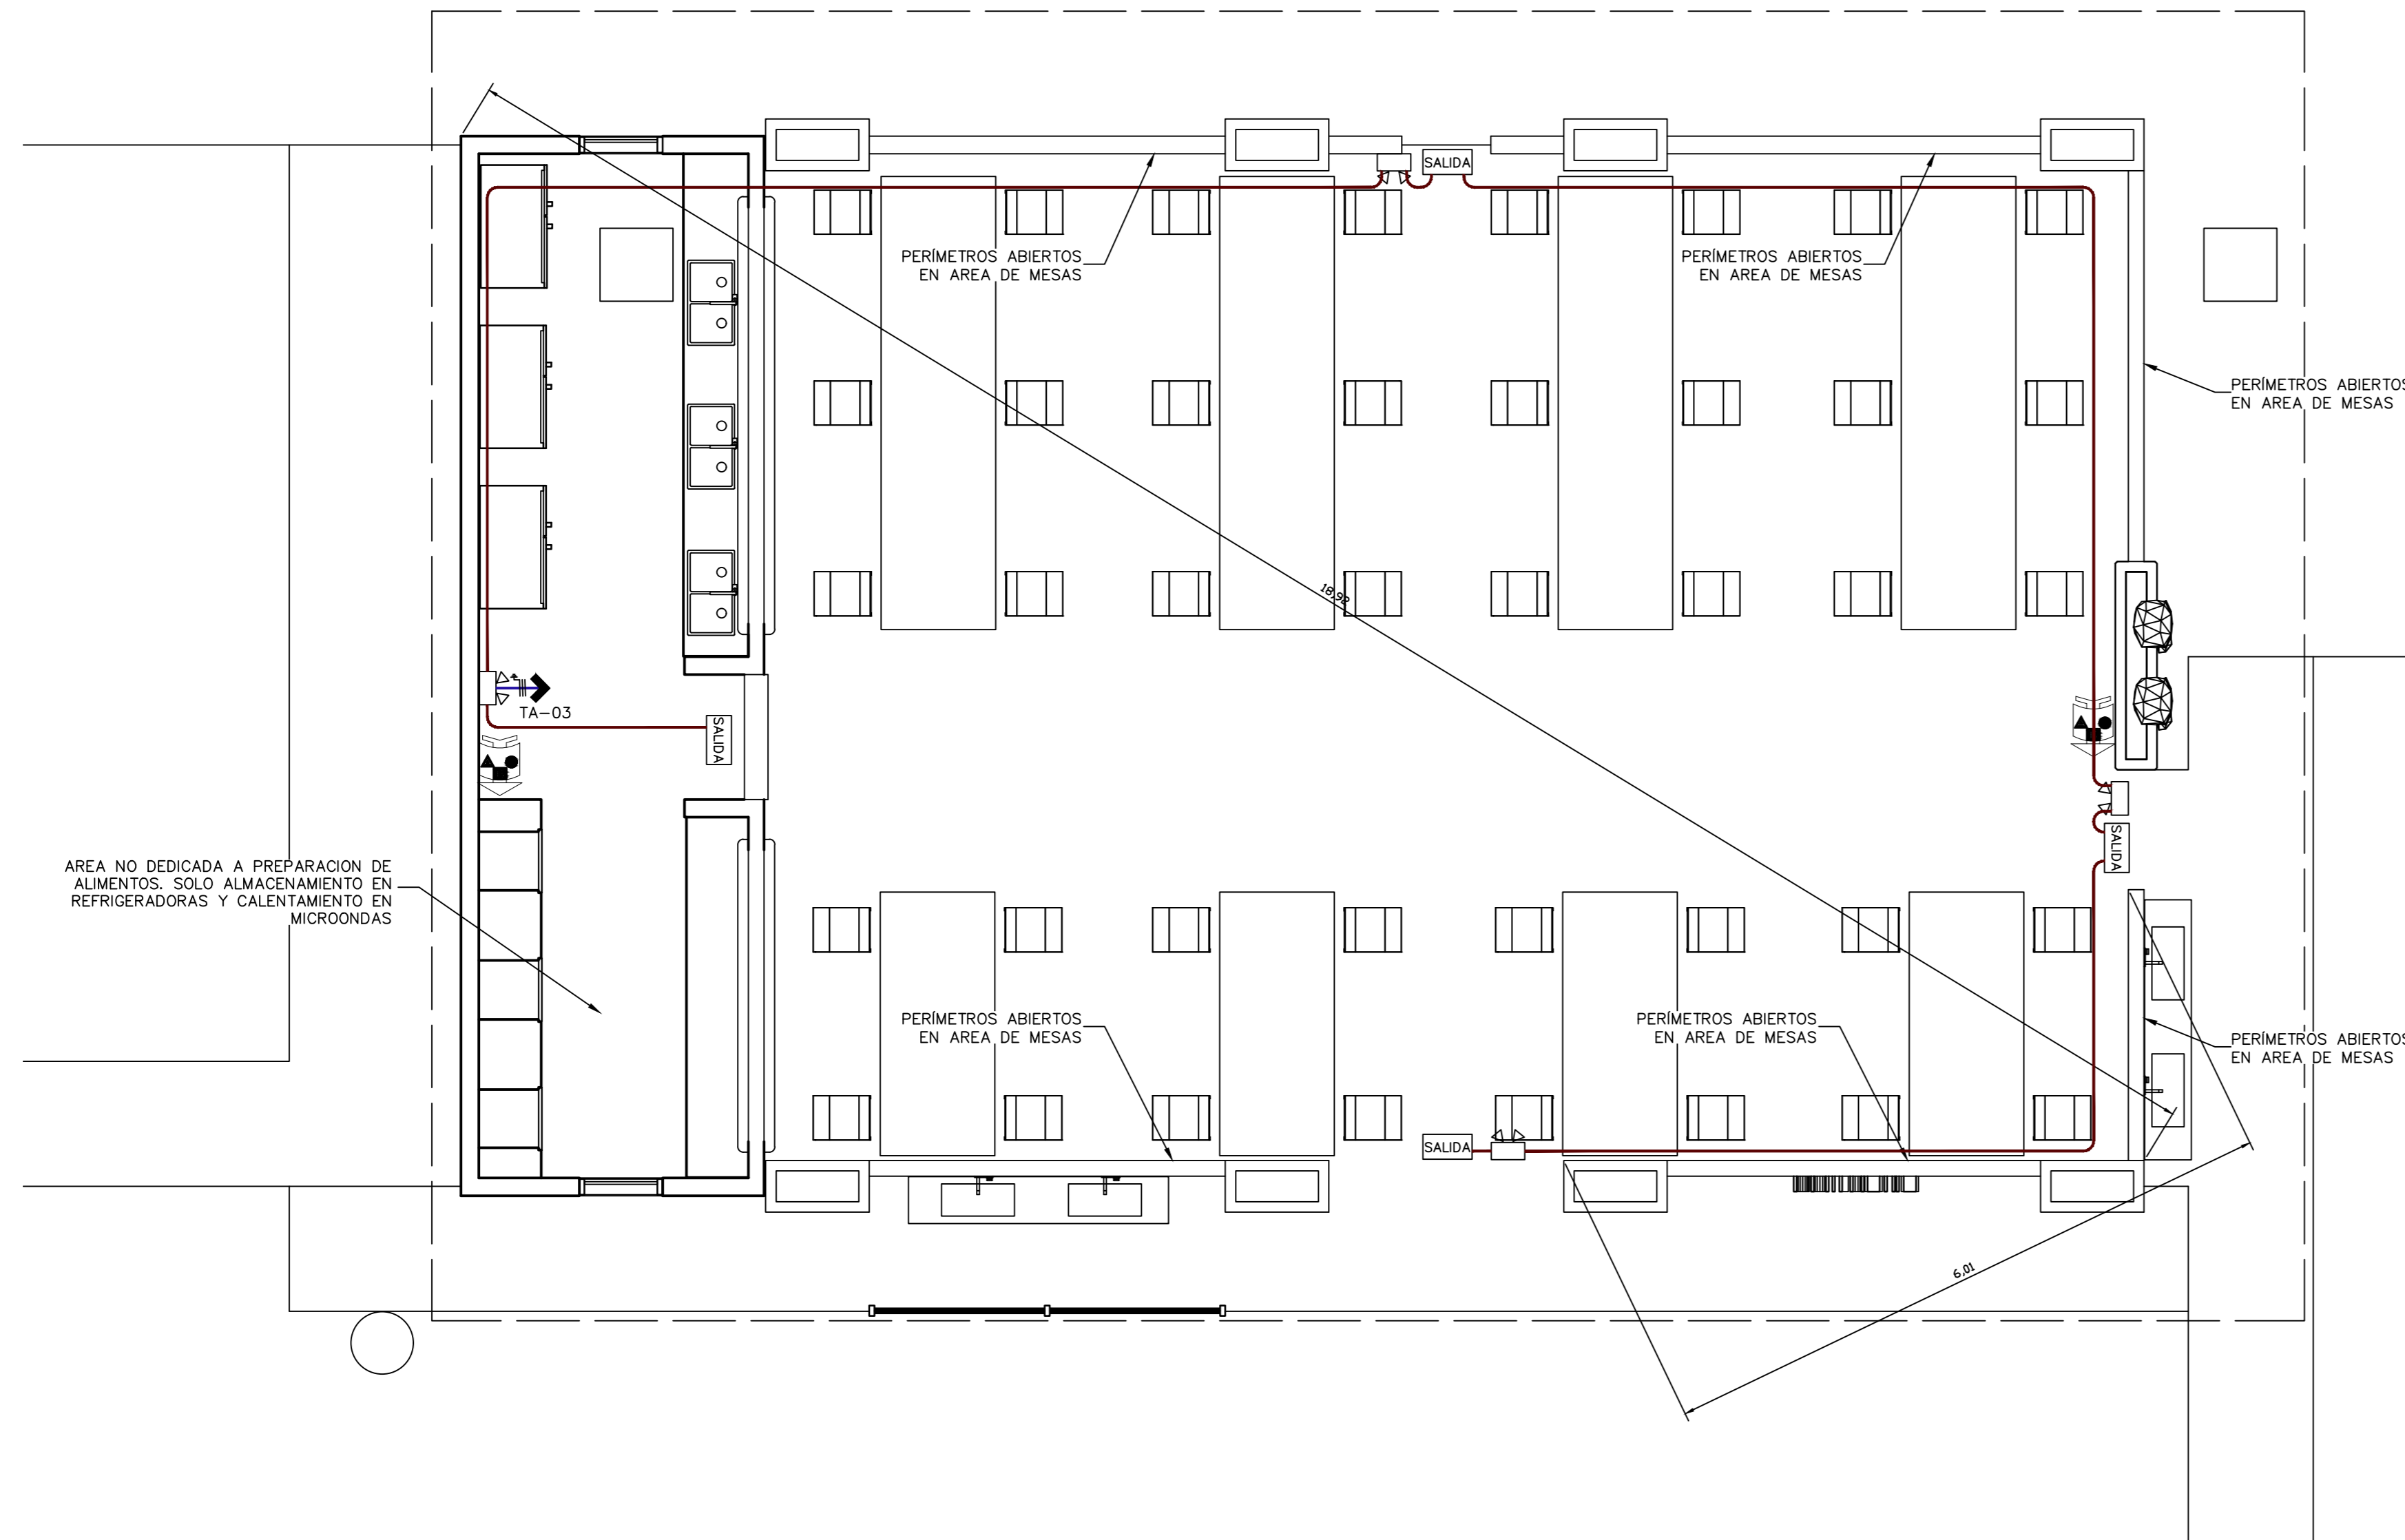 SALIDA
PERÍMETROS ABIERTOS
EN AREA DE MESAS
PERÍMETROS ABIERTOS
EN AREA DE MESAS
PERÍMETROS ABIERTOS
EN AREA DE MESAS
18,92
TA-03
SALIDA
SALIDA
AREA NO DEDICADA A PREPARACION DE
ALIMENTOS. SOLO ALMACENAMIENTO EN
REFRIGERADORAS Y CALENTAMIENTO EN
MICROONDAS
PERÍMETROS ABIERTOS
EN AREA DE MESAS
PERÍMETROS ABIERTOS
EN AREA DE MESAS
PERÍMETROS ABIERTOS
EN AREA DE MESAS
SALIDA
6,01